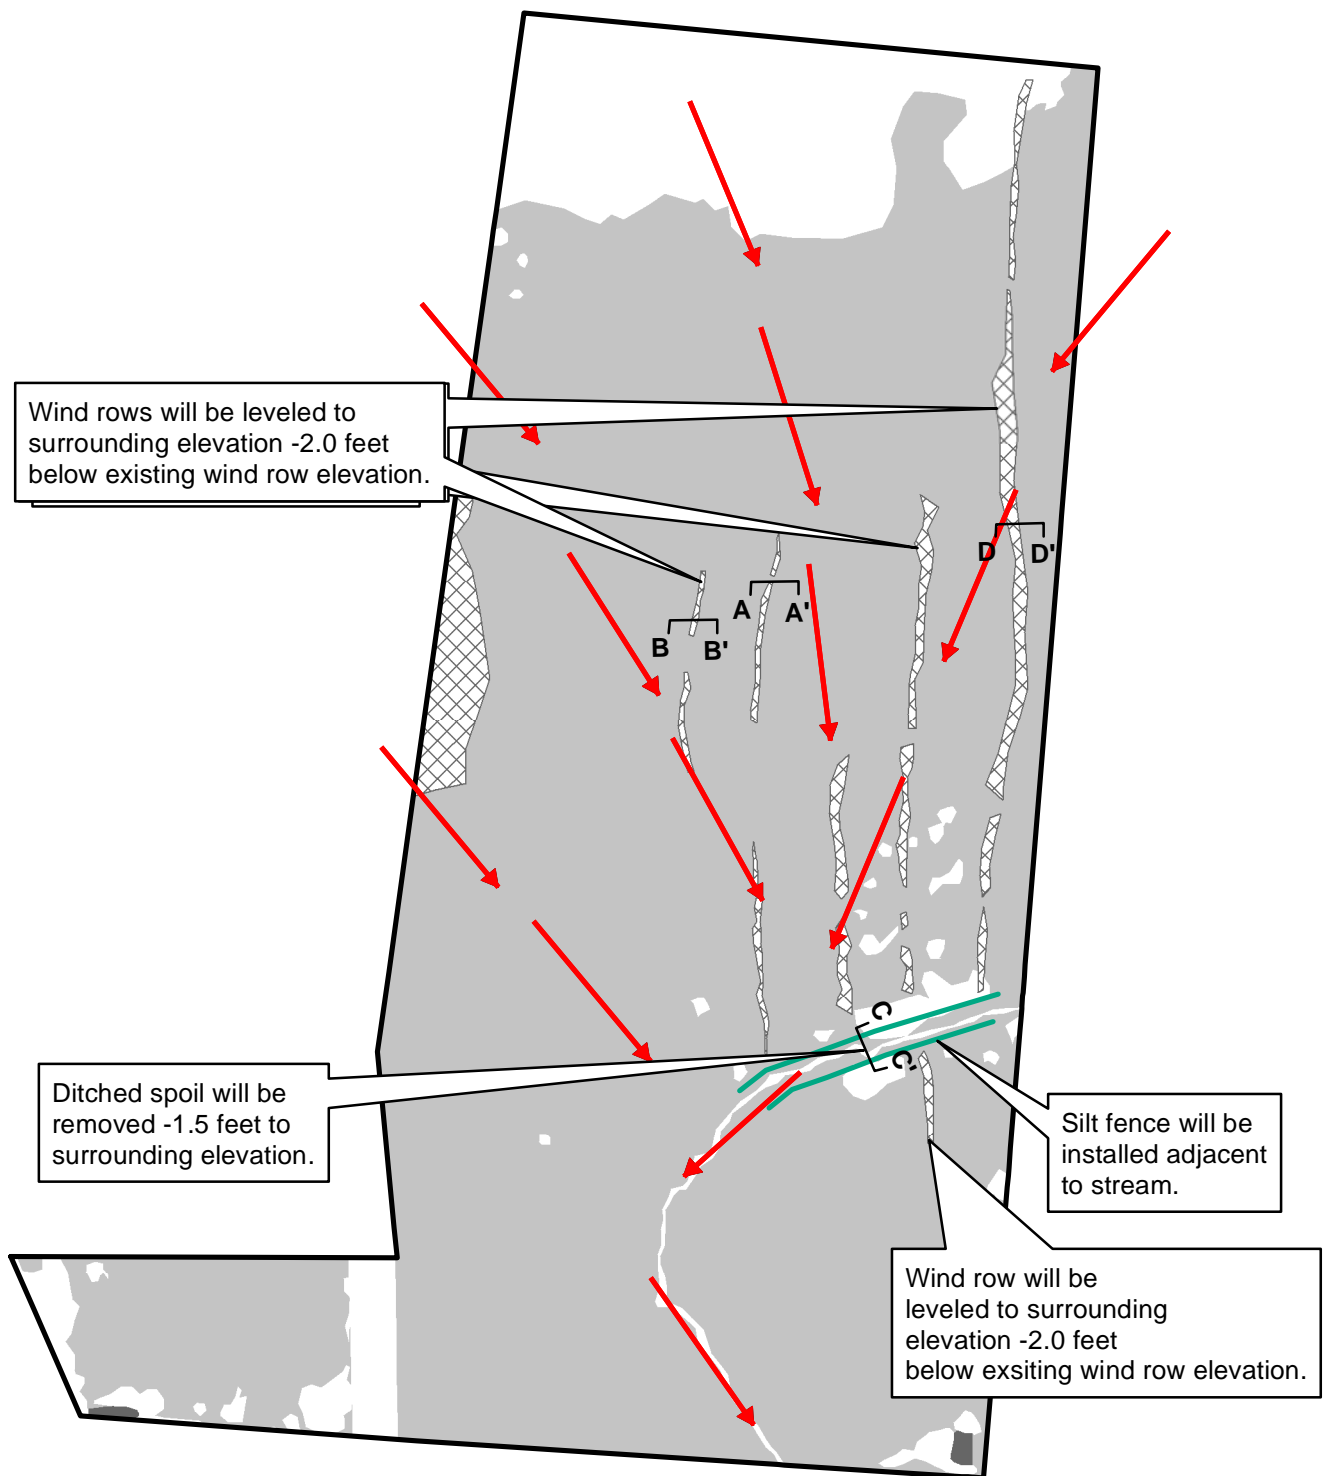 Wind rows will be leveled to
surrounding elevation -2.0 feet
below existing wind row elevation.
D
D'
A
A'
B
B'
C
C'
Ditched spoil will be
removed -1.5 feet to
surrounding elevation.
Silt fence will be
installed adjacent
to stream.
Wind row will be
leveled to surrounding
elevation -2.0 feet
below exsiting wind row elevation.